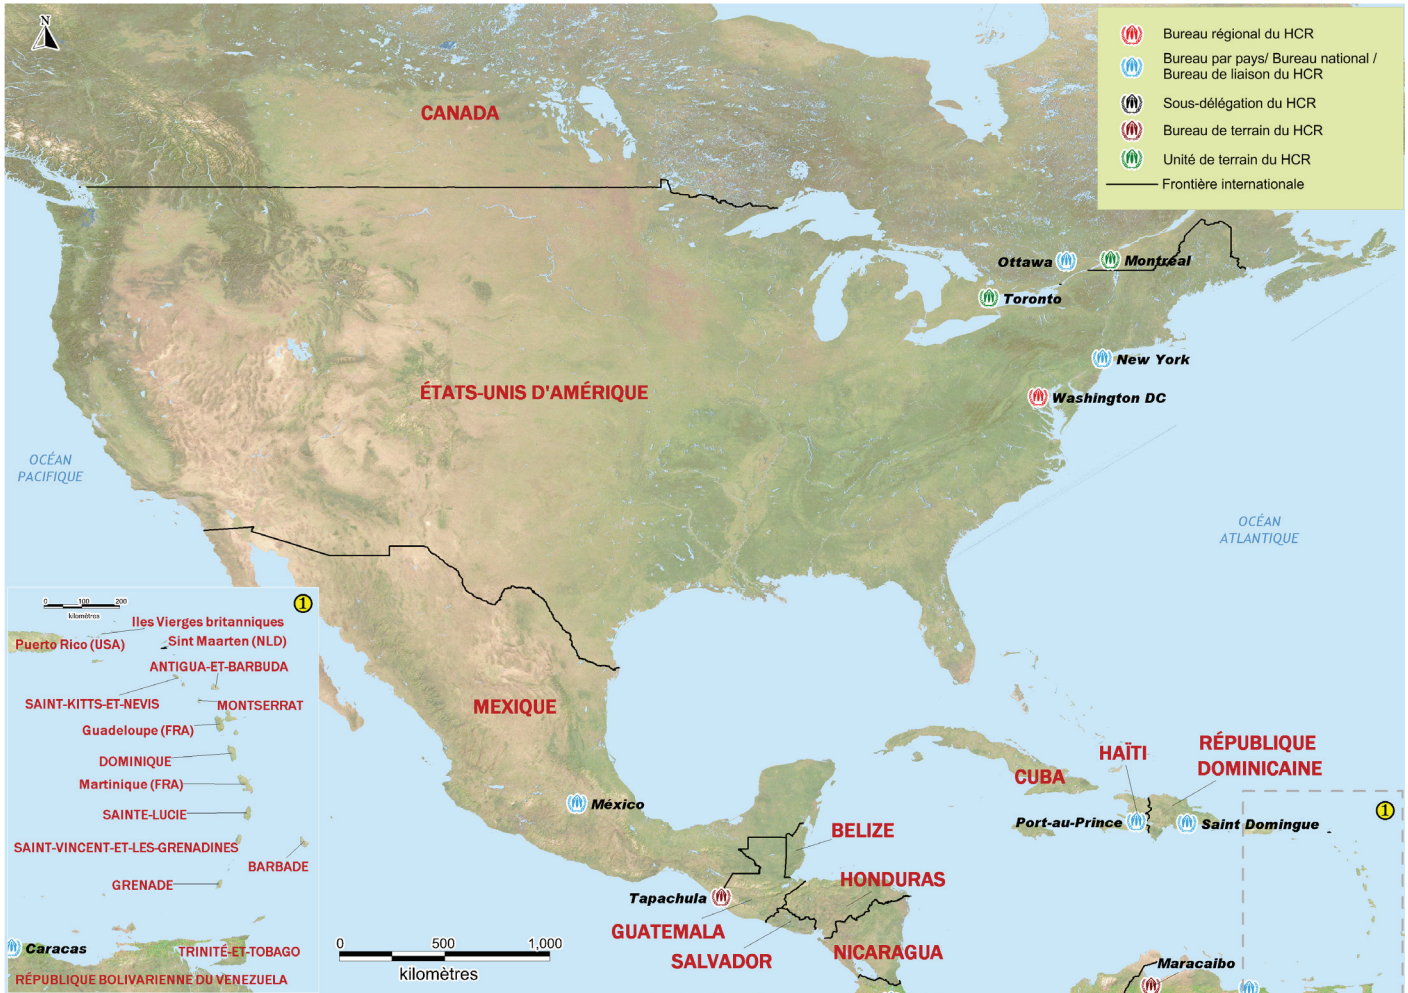 N
Bureau régional du HCR
Bureau par pays/ Bureau national /
Bureau de liaison du HCR
Sous-délégation du HCR
Bureau de terrain du HCR
Unité de terrain du HCR
Frontière internationale
CANADA
Ottawa
Montréal
Toronto
New York
ÉTATS-UNIS D'AMÉRIQUE
Washington DC
OCÉAN
PACIFIQUE
OCÉAN
ATLANTIQUE
0 100 200
kilomètres
1
Iles Vierges britanniques
Puerto Rico (USA)
Sint Maarten (NLD)
ANTIGUA-ET-BARBUDA
SAINT-KITTS-ET-NEVIS
MONTSERRAT
Guadeloupe (FRA)
DOMINIQUE
Martinique (FRA)
SAINTE-LUCIE
SAINT-VINCENT-ET-LES-GRENADINES
BARBADE
GRENADE
Caracas
TRINITÉ-ET-TOBAGO
RÉPUBLIQUE BOLIVARIENNE DU VENEZUELA
MEXIQUE
México
HAÏTI
RÉPUBLIQUE
DOMINICAINE
CUBA
1
Port-au-Prince
Saint Domingue
BELIZE
HONDURAS
Tapachula
GUATEMALA
SALVADOR
NICARAGUA
0 500 1,000
kilomètres
Maracaibo